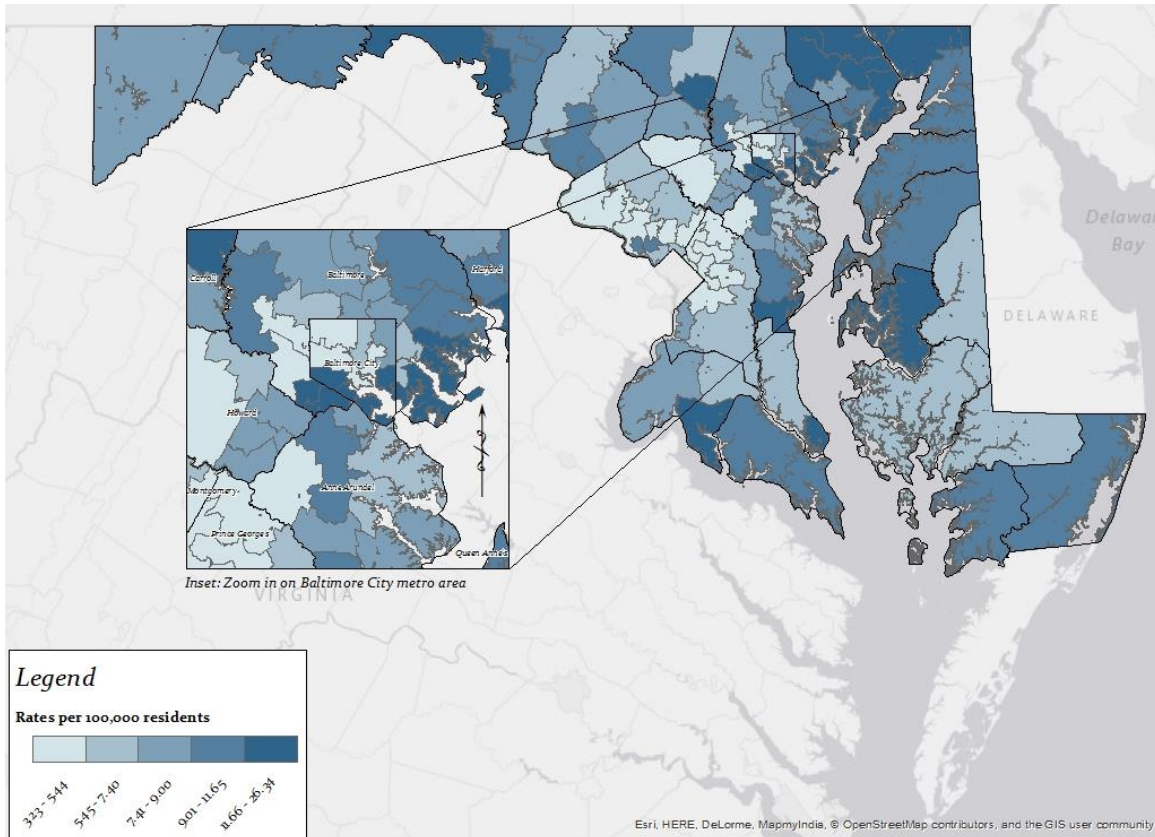 Delaware
Bay
DELAWARE
Carroll
Baltimore
Harford
Baltimore City
Howard
Anne Arundel
Montgomery
Prince George's
Queen Anne's
Inset: Zoom in on Baltimore City metro area
VIRGINIA
Legend
Rates per 100,000 residents
3.23 - 5.44
5.45 - 7.40
7.41 - 9.00
9.01 - 11.65
11.66 - 26.34
Esri, HERE, DeLorme, MapmyIndia, © OpenStreetMap contributors, and the GIS user community